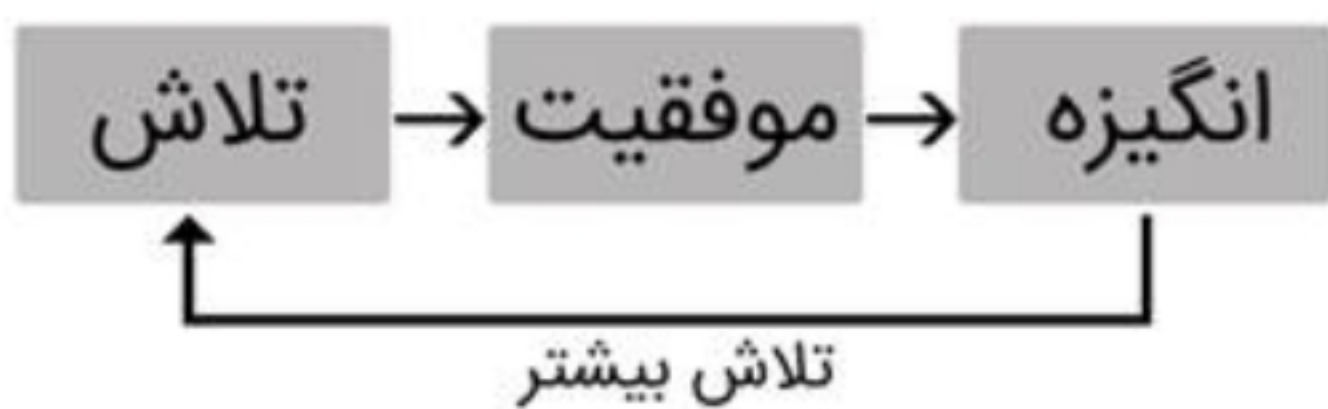 تلاش → موفقیت → انگیزه
تلاش بیشتر